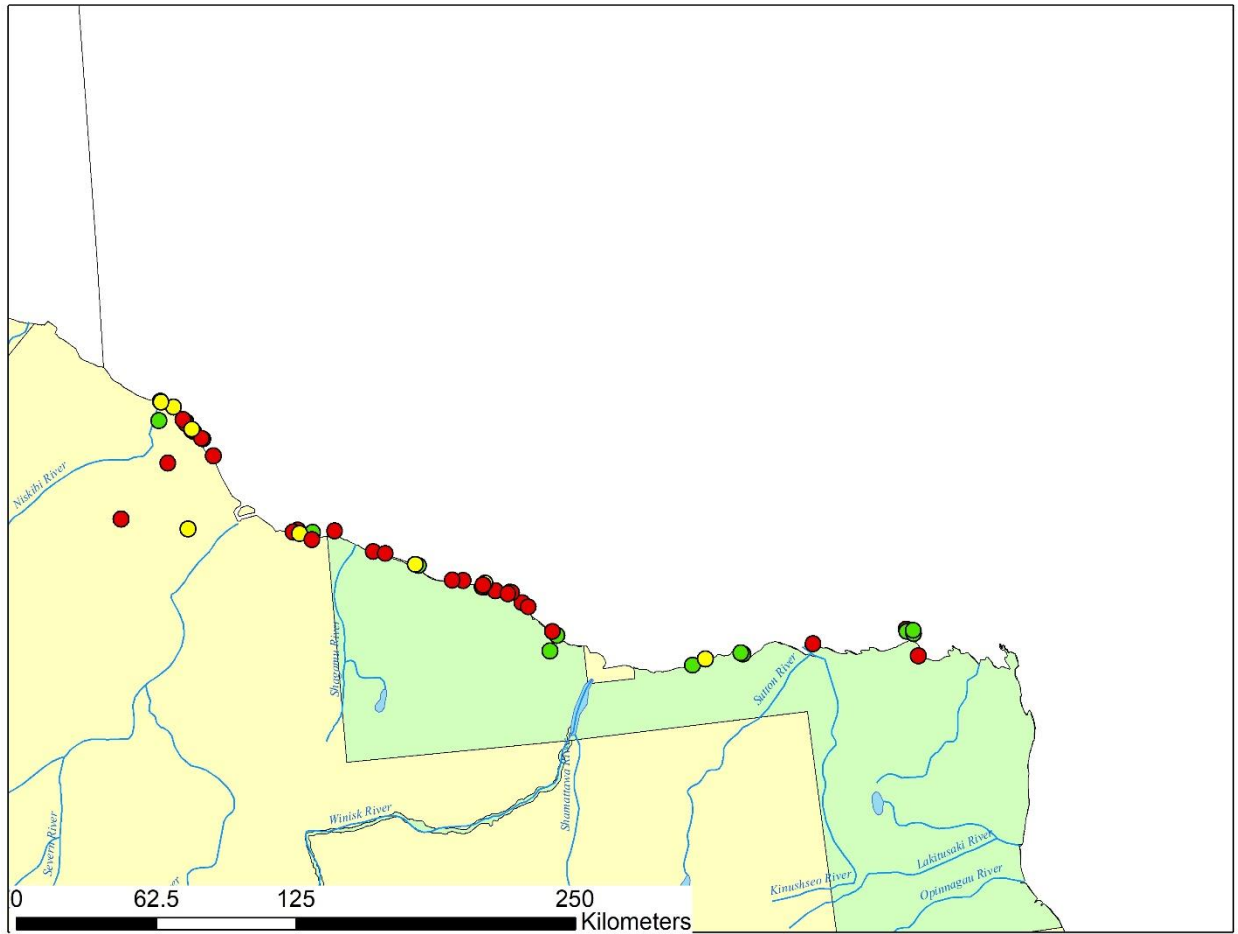 Niskibi River
Shagamu River
Sutton River
Winisk River
Shamattawa River
Severn River
Lakitusaki River
Kinushseo River
Opinnagau River
0 62.5 125 250
Kilometers